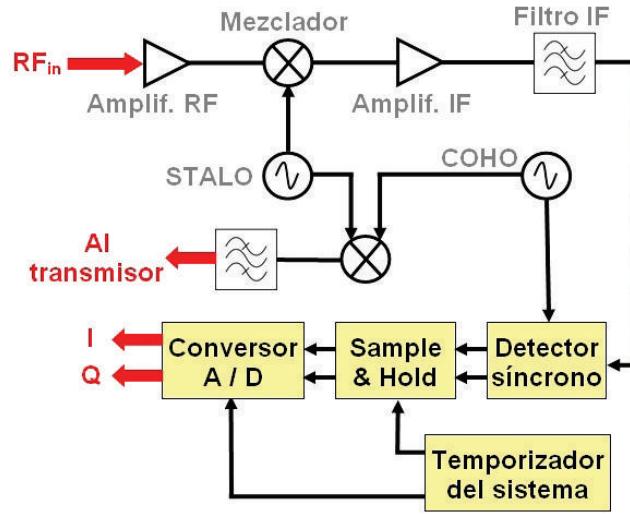 Mezclador
Filtro IF
RFin
Amplif. RF
Amplif. IF
STALO
COHO
Al
transmisor
I
Q
Conversor
A / D
Sample
& Hold
Detector
síncrono
Temporizador
del sistema